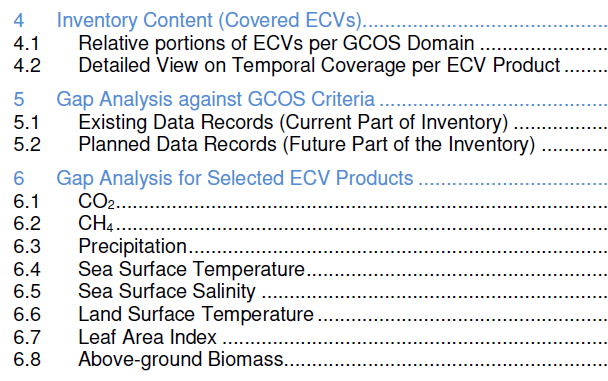 4 Inventory Content (Covered ECVs)........................................
4.1 Relative portions of ECVs per GCOS Domain ....................
4.2 Detailed View on Temporal Coverage per ECV Product .......
5 Gap Analysis against GCOS Criteria .....................................
5.1 Existing Data Records (Current Part of Inventory) ...............
5.2 Planned Data Records (Future Part of the Inventory) ...........
6 Gap Analysis for Selected ECV Products ..............................
6.1 CO₂...............................................................................
6.2 CH₄...............................................................................
6.3 Precipitation....................................................................
6.4 Sea Surface Temperature.................................................
6.5 Sea Surface Salinity ........................................................
6.6 Land Surface Temperature ...............................................
6.7 Leaf Area Index ..............................................................
6.8 Above-ground Biomass....................................................